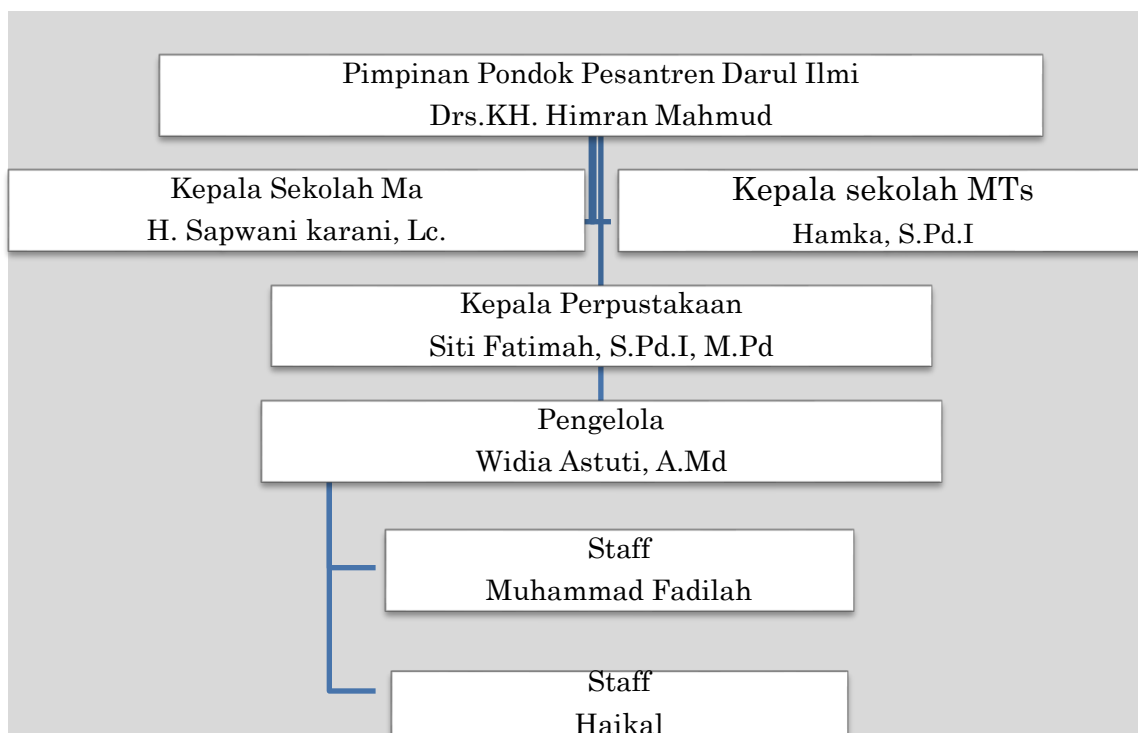 Pimpinan Pondok Pesantren Darul Ilmi
Drs.KH. Himran Mahmud
Kepala Sekolah Ma
H. Sapwani karani, Lc.
Kepala sekolah MTs
Hamka, S.Pd.I
Kepala Perpustakaan
Siti Fatimah, S.Pd.I, M.Pd
Pengelola
Widia Astuti, A.Md
Staff
Muhammad Fadilah
Staff
Haikal